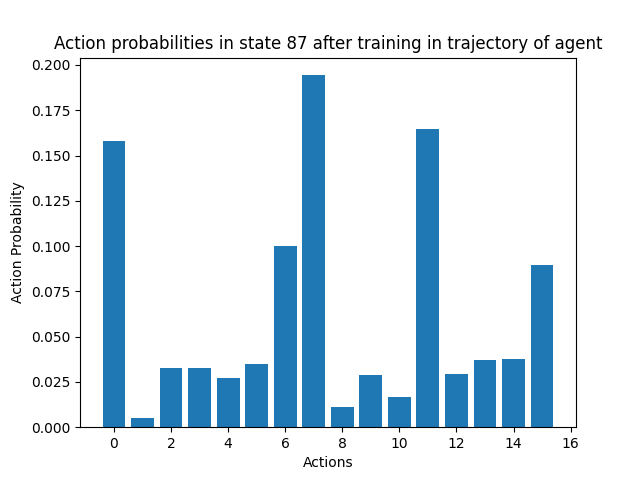 Action probabilities in state 87 after training in trajectory of agent
0.200
0.175
0.150
0.125
0.100
0.075
0.050
0.025
0.000
Action Probability
0 2 4 6 8 10 12 14 16
Actions